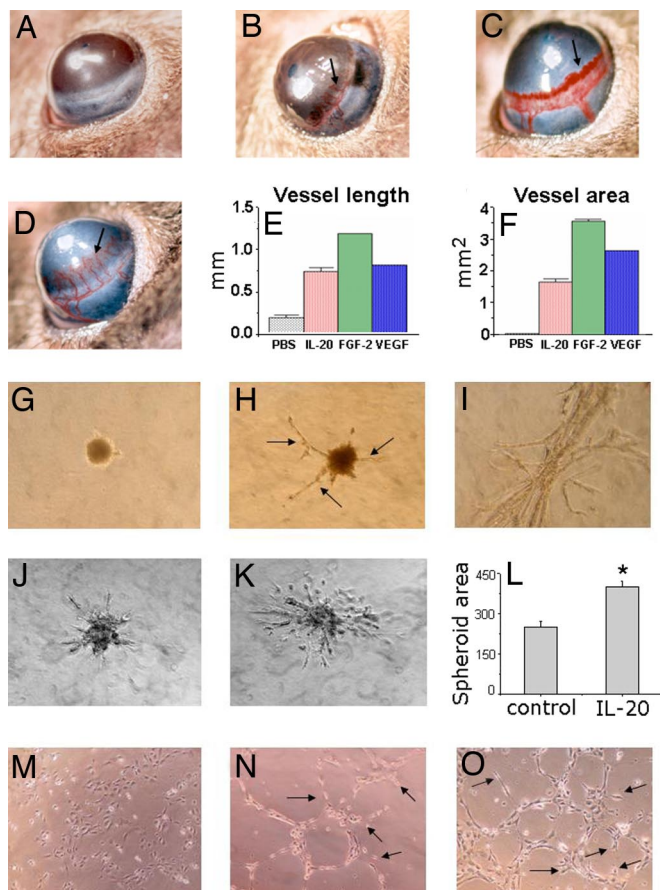 A
B
C
D
Vessel length
E
mm
1.5
1.0
0.5
0.0
PBS IL-20 FGF-2 VEGF
Vessel area
F
mm2
4
3
2
1
0
PBS IL-20 FGF-2 VEGF
G
H
I
J
K
L
*
Spheroid area
450
300
150
0
control IL-20
M
N
O